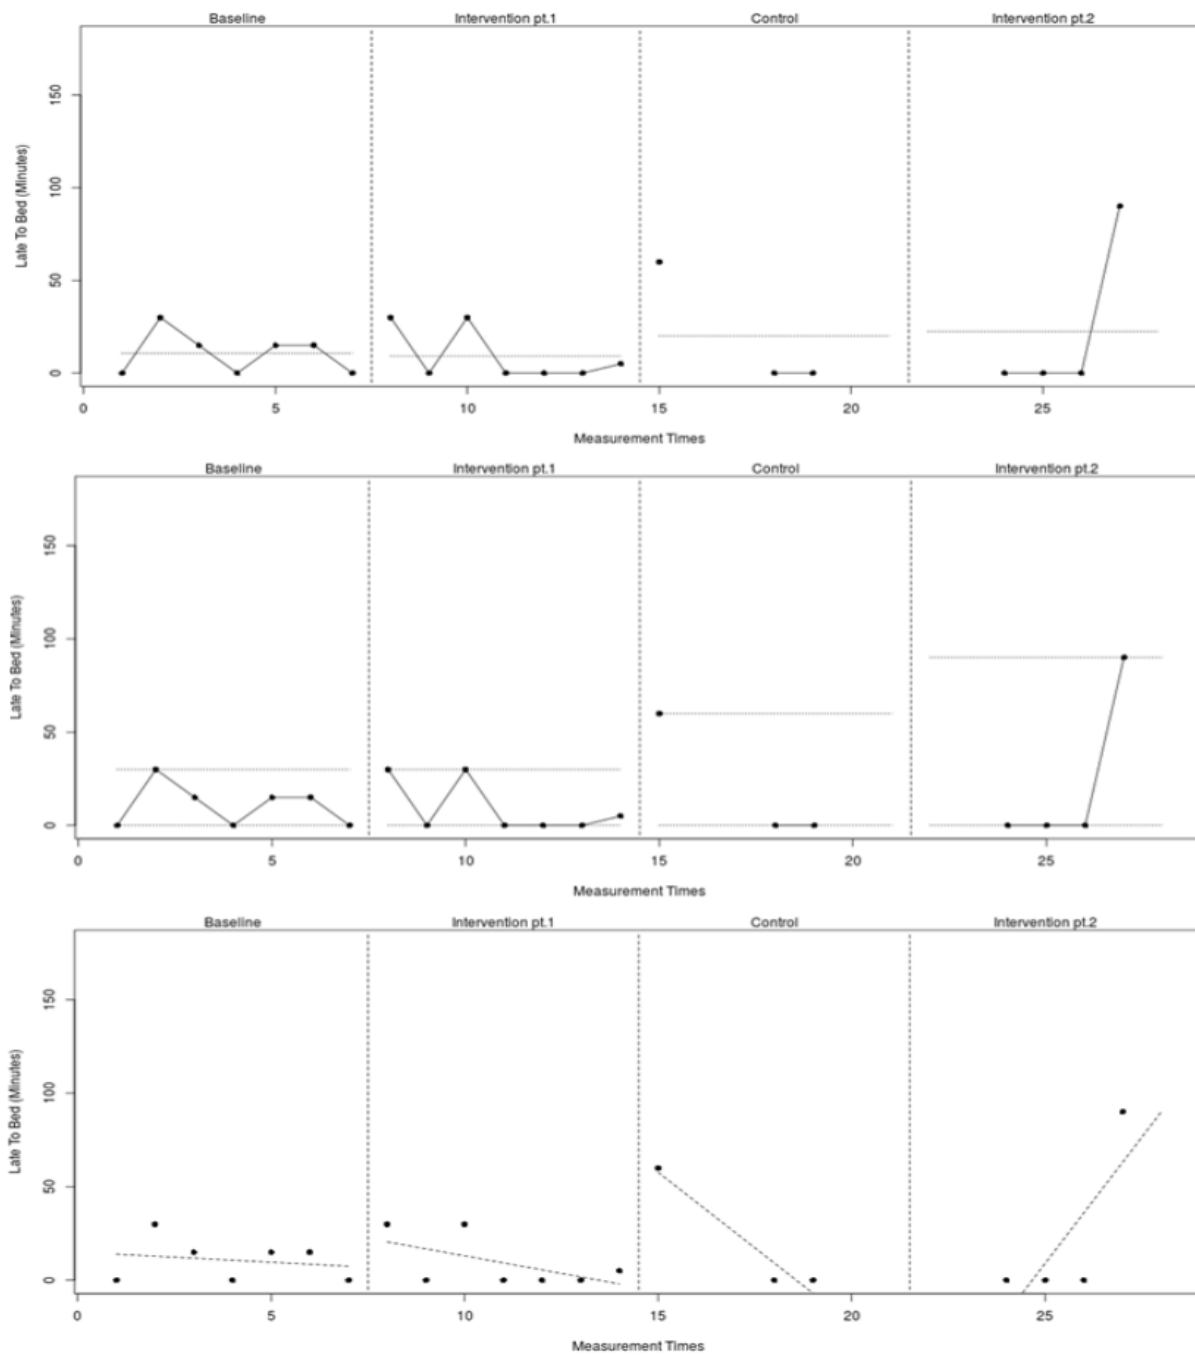 Baseline Intervention pt.1 Control Intervention pt.2
150
100
50
0
Late To Bed (Minutes)
0 5 10 15 20 25
Measurement Times
Baseline Intervention pt.1 Control Intervention pt.2
150
100
50
0
Late To Bed (Minutes)
0 5 10 15 20 25
Measurement Times
Baseline Intervention pt.1 Control Intervention pt.2
150
100
50
0
Late To Bed (Minutes)
0 5 10 15 20 25
Measurement Times